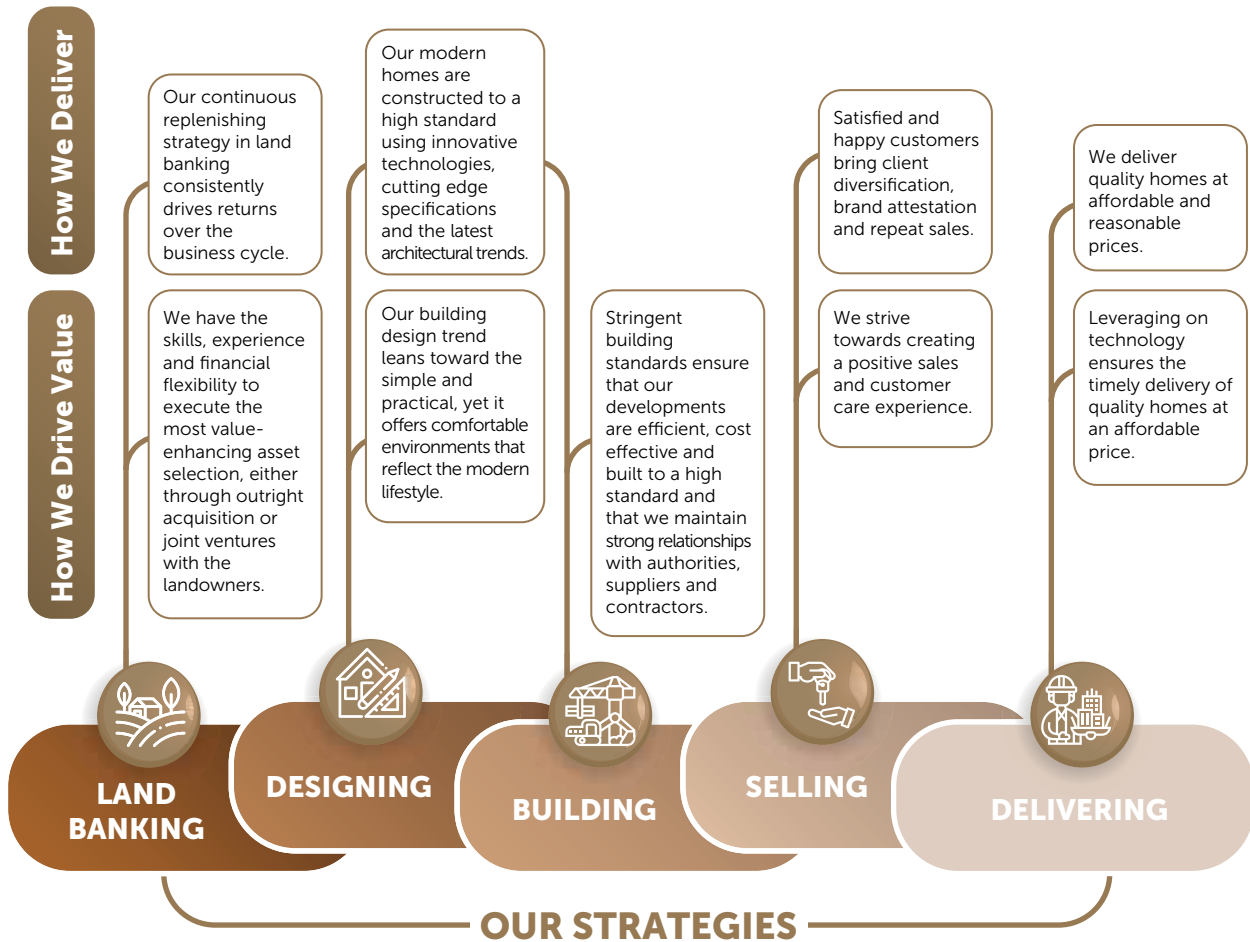 How We Deliver
Our continuous
replenishing
strategy in land
banking
consistently
drives returns
over the
business cycle.
Our modern
homes are
constructed to a
high standard
using innovative
technologies,
cutting edge
specifications
and the latest
architectural trends.
Satisfied and
happy customers
bring client
diversification,
brand attestation
and repeat sales.
We deliver
quality homes at
affordable and
reasonable
prices.
How We Drive Value
We have the
skills, experience
and financial
flexibility to
execute the
most value-
enhancing asset
selection, either
through outright
acquisition or
joint ventures
with the
landowners.
Our building
design trend
leans toward the
simple and
practical, yet it
offers comfortable
environments that
reflect the modern
lifestyle.
Stringent
building
standards ensure
that our
developments
are efficient, cost
effective and
built to a high
standard and
that we maintain
strong relationships
with authorities,
suppliers and
contractors.
We strive
towards creating
a positive sales
and customer
care experience.
Leveraging on
technology
ensures the
timely delivery of
quality homes at
an affordable
price.
LAND
BANKING
DESIGNING
BUILDING
SELLING
DELIVERING
OUR STRATEGIES